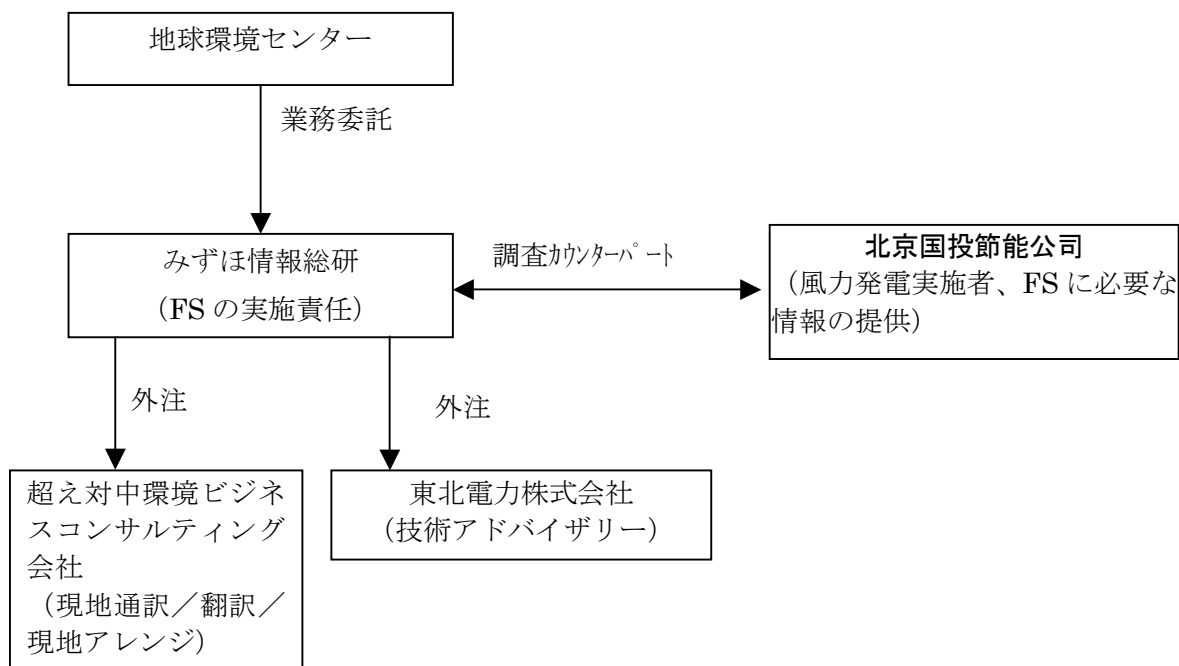 地球環境センター
業務委託
みずほ情報総研
（FS の実施責任）
調査ｶｳﾝﾀｰﾊﾟｰﾄ
北京国投節能公司
（風力発電実施者、FS に必要な
情報の提供）
外注
外注
超え対中環境ビジネ
スコンサルティング
会社
（現地通訳／翻訳／
現地アレンジ）
東北電力株式会社
（技術アドバイザリー）